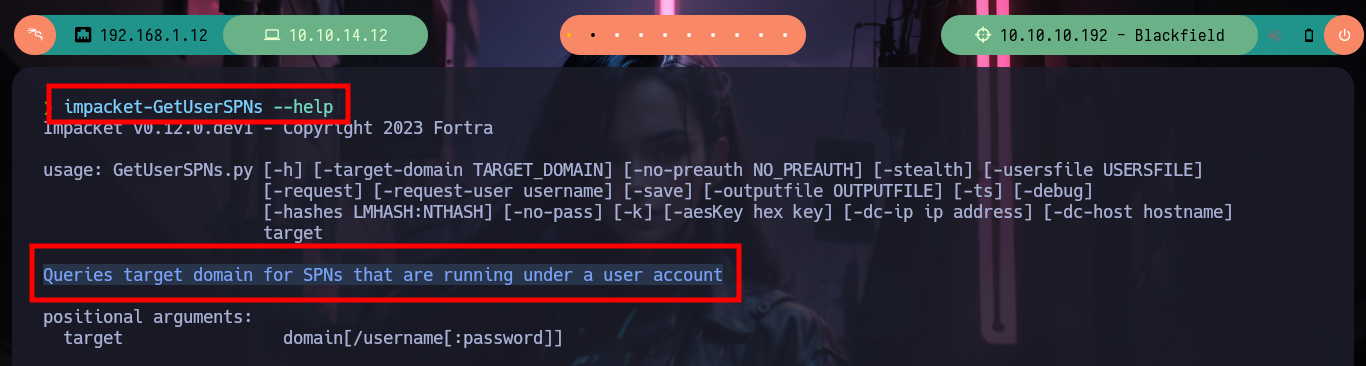 192.168.1.12
10.10.14.12
10.10.10.192 - Blackfield
❯ impacket-GetUserSPNs --help
Impacket v0.12.0.dev1 - Copyright 2023 Fortra
usage: GetUserSPNs.py [-h] [-target-domain TARGET_DOMAIN] [-no-preauth NO_PREAUTH] [-stealth] [-usersfile USERSFILE]
[-request] [-request-user username] [-save] [-outputfile OUTPUTFILE] [-ts] [-debug]
[-hashes LMHASH:NTHASH] [-no-pass] [-k] [-aesKey hex key] [-dc-ip ip address] [-dc-host hostname]
target
Queries target domain for SPNs that are running under a user account
positional arguments:
target domain[/username[:password]]